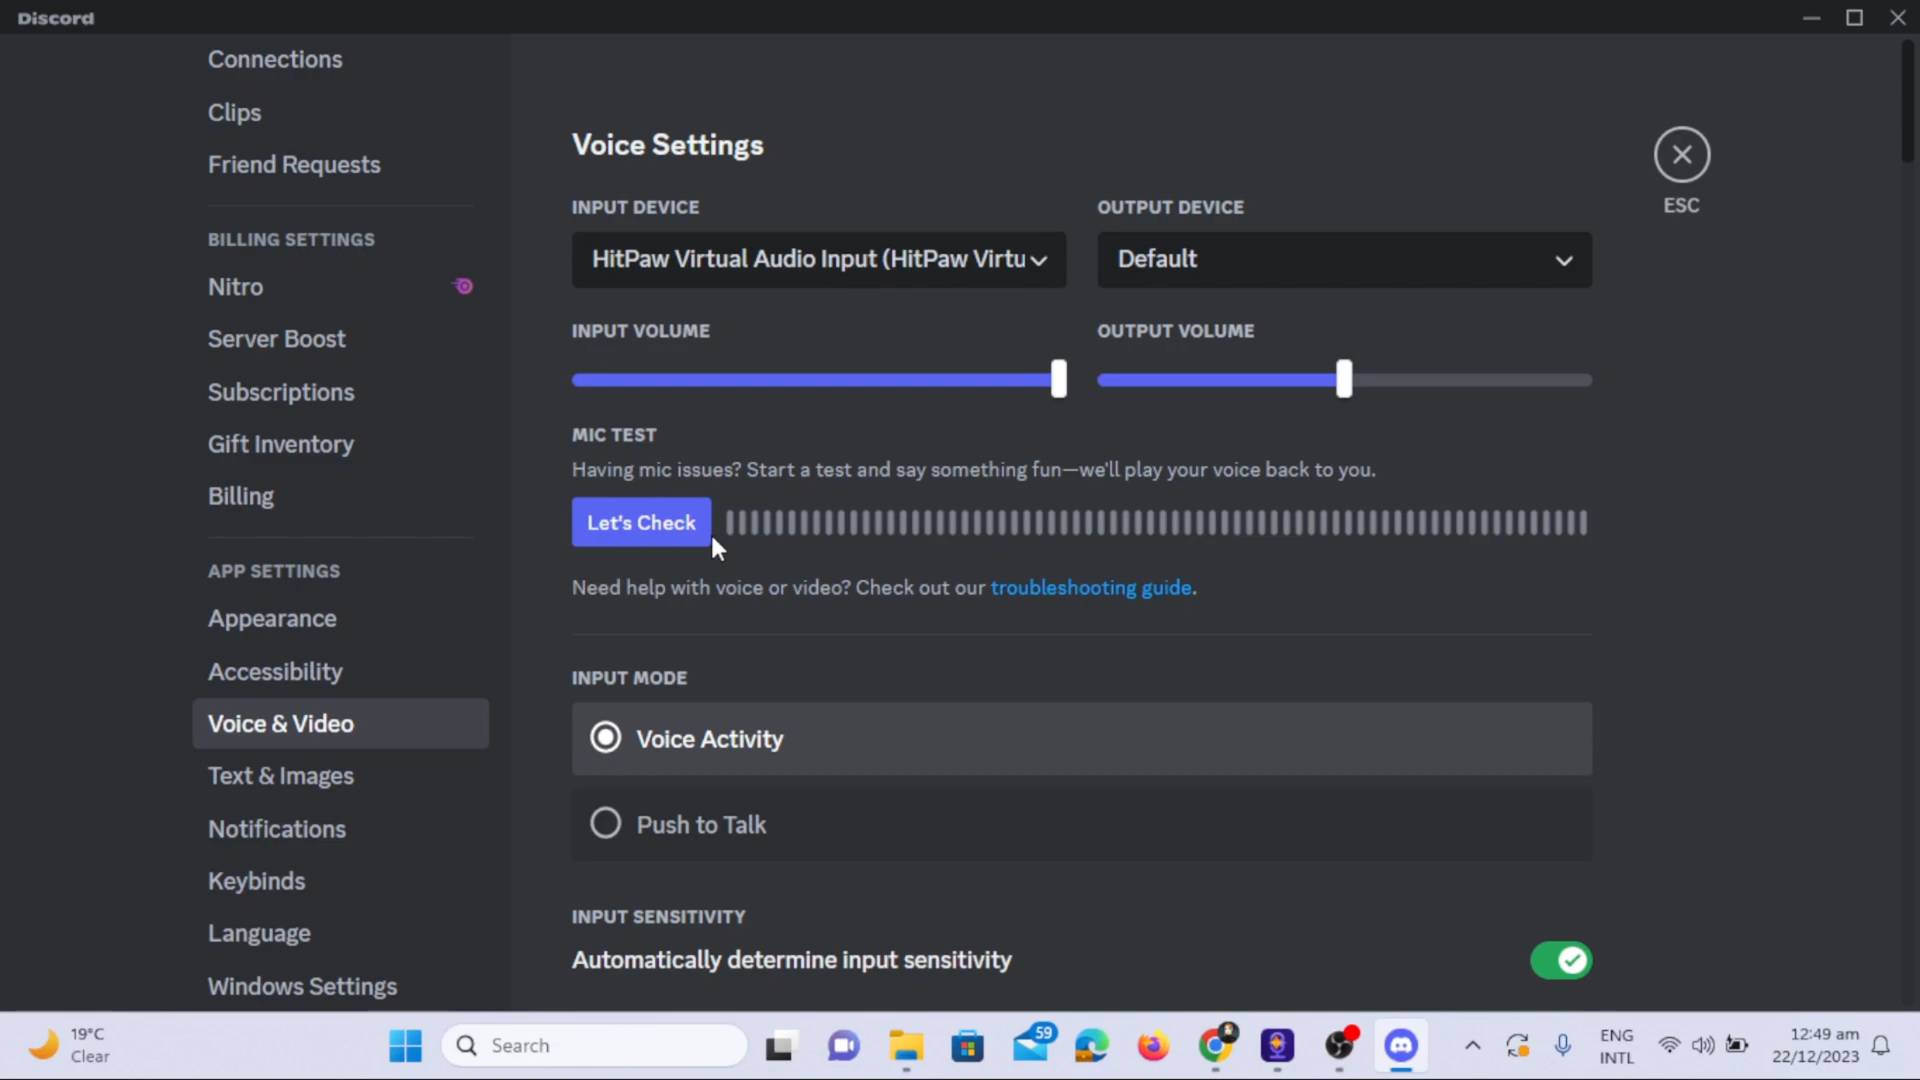 Discord
Connections
Clips
Friend Requests
BILLING SETTINGS
Nitro
Server Boost
Subscriptions
Gift Inventory
Billing
APP SETTINGS
Appearance
Accessibility
Voice & Video
Text & Images
Notifications
Keybinds
Language
Windows Settings
Voice Settings
ESC
INPUT DEVICE
OUTPUT DEVICE
HitPaw Virtual Audio Input (HitPaw Virtu
Default
INPUT VOLUME
OUTPUT VOLUME
MIC TEST
Having mic issues? Start a test and say something fun—we'll play your voice back to you.
Let's Check
Need help with voice or video? Check out our troubleshooting guide.
INPUT MODE
Voice Activity
Push to Talk
INPUT SENSITIVITY
Automatically determine input sensitivity
19°C
Clear
Search
59
ENG
INTL
12:49 am
22/12/2023